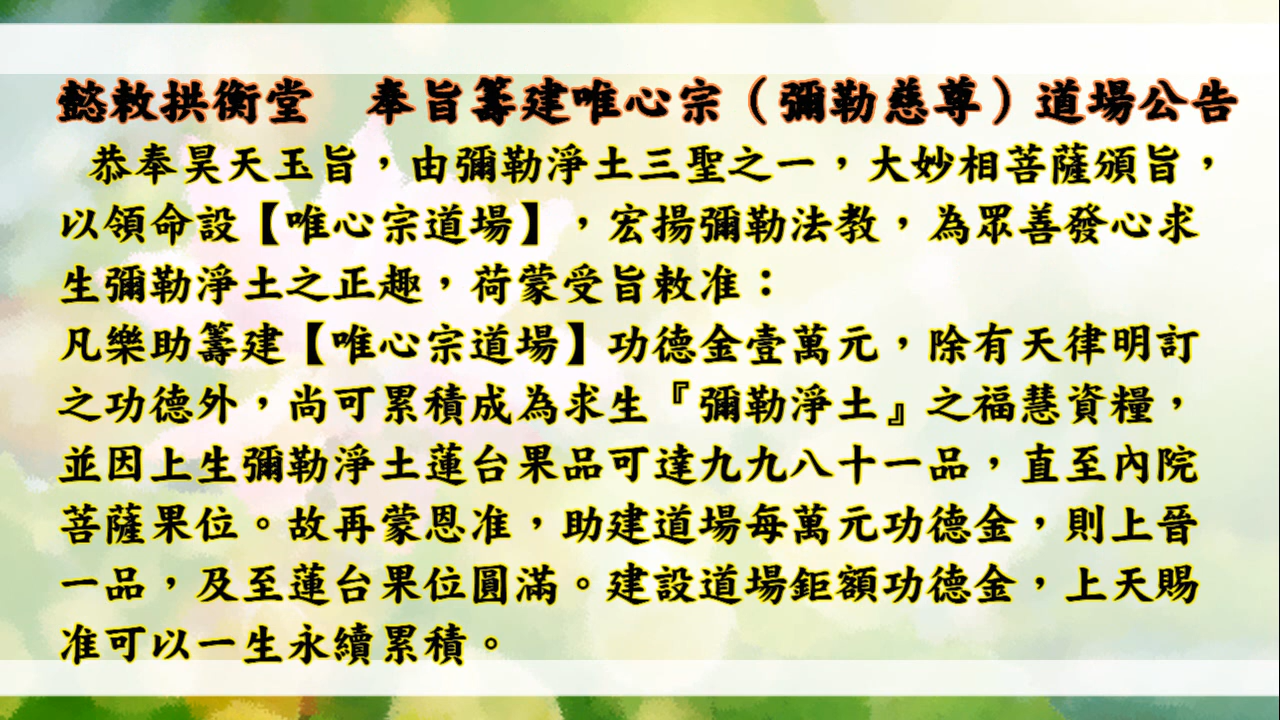 懿敕拱衡堂　奉旨籌建唯心宗（彌勒慈尊）道場公告
恭奉昊天玉旨，由彌勒淨土三聖之一，大妙相菩薩頒旨，
以領命設【唯心宗道場】，宏揚彌勒法教，為眾善發心求
生彌勒淨土之正趣，荷蒙受旨敕准：
凡樂助籌建【唯心宗道場】功德金壹萬元，除有天律明訂
之功德外，尚可累積成為求生『彌勒淨土』之福慧資糧，
並因上生彌勒淨土蓮台果品可達九九八十一品，直至內院
菩薩果位。故再蒙恩准，助建道場每萬元功德金，則上晉
一品，及至蓮台果位圓滿。建設道場鉅額功德金，上天賜
准可以一生永續累積。